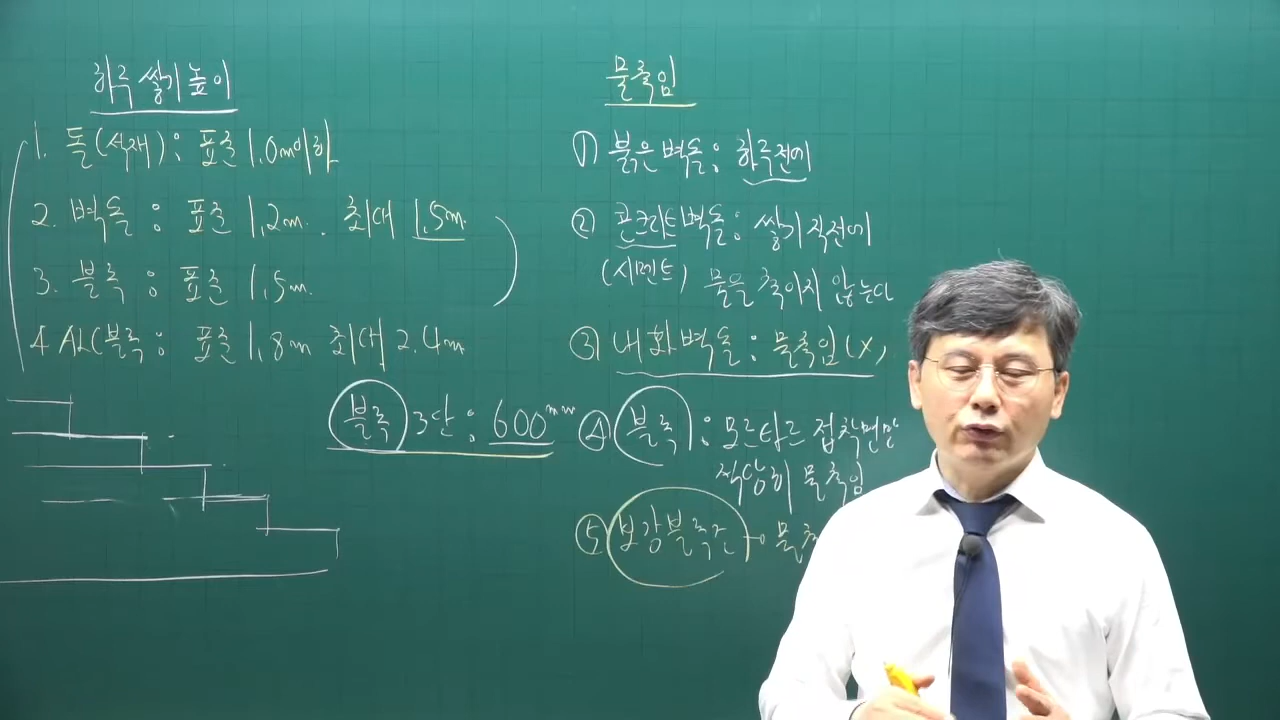 하루 쌓기 높이
1. 돌(석재) : 표준 1.0m이하
2. 벽돌 : 표준 1.2m. 최대 1.5m
3. 블록 : 표준 1.5m.
4 ALC블록 : 표준 1.8m 최대 2.4m
블록 3단 : 600mm
물축임
① 붉은벽돌 : 하루전에
② 콘크리트벽돌 : 쌓기 직전에
(시멘트) 물을 축이지 않는다
③ 내화벽돌 : 물축임(X)
④ 블록 : 모르타르 접착면만
적당히 물축임
⑤ 보강블록조 → 물축